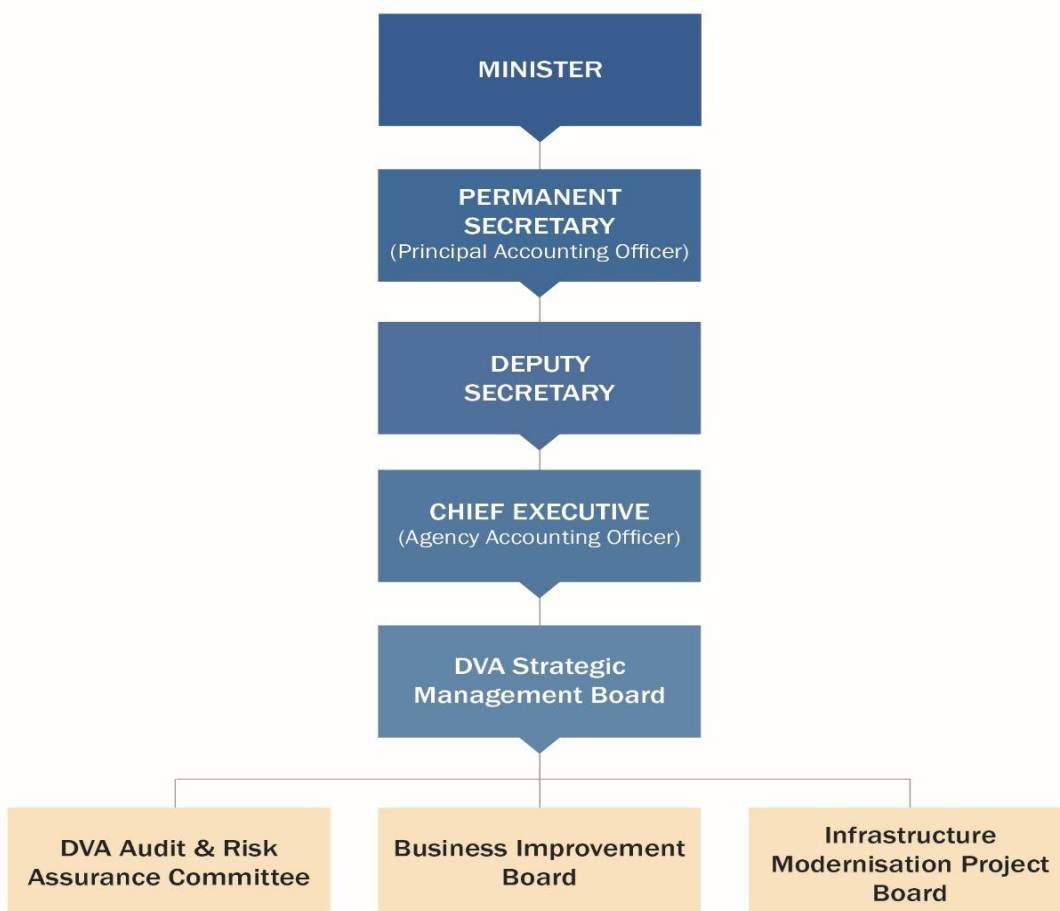 MINISTER
PERMANENT
SECRETARY
(Principal Accounting Officer)
DEPUTY
SECRETARY
CHIEF EXECUTIVE
(Agency Accounting Officer)
DVA Strategic
Management Board
DVA Audit & Risk
Assurance Committee
Business Improvement
Board
Infrastructure
Modernisation Project
Board